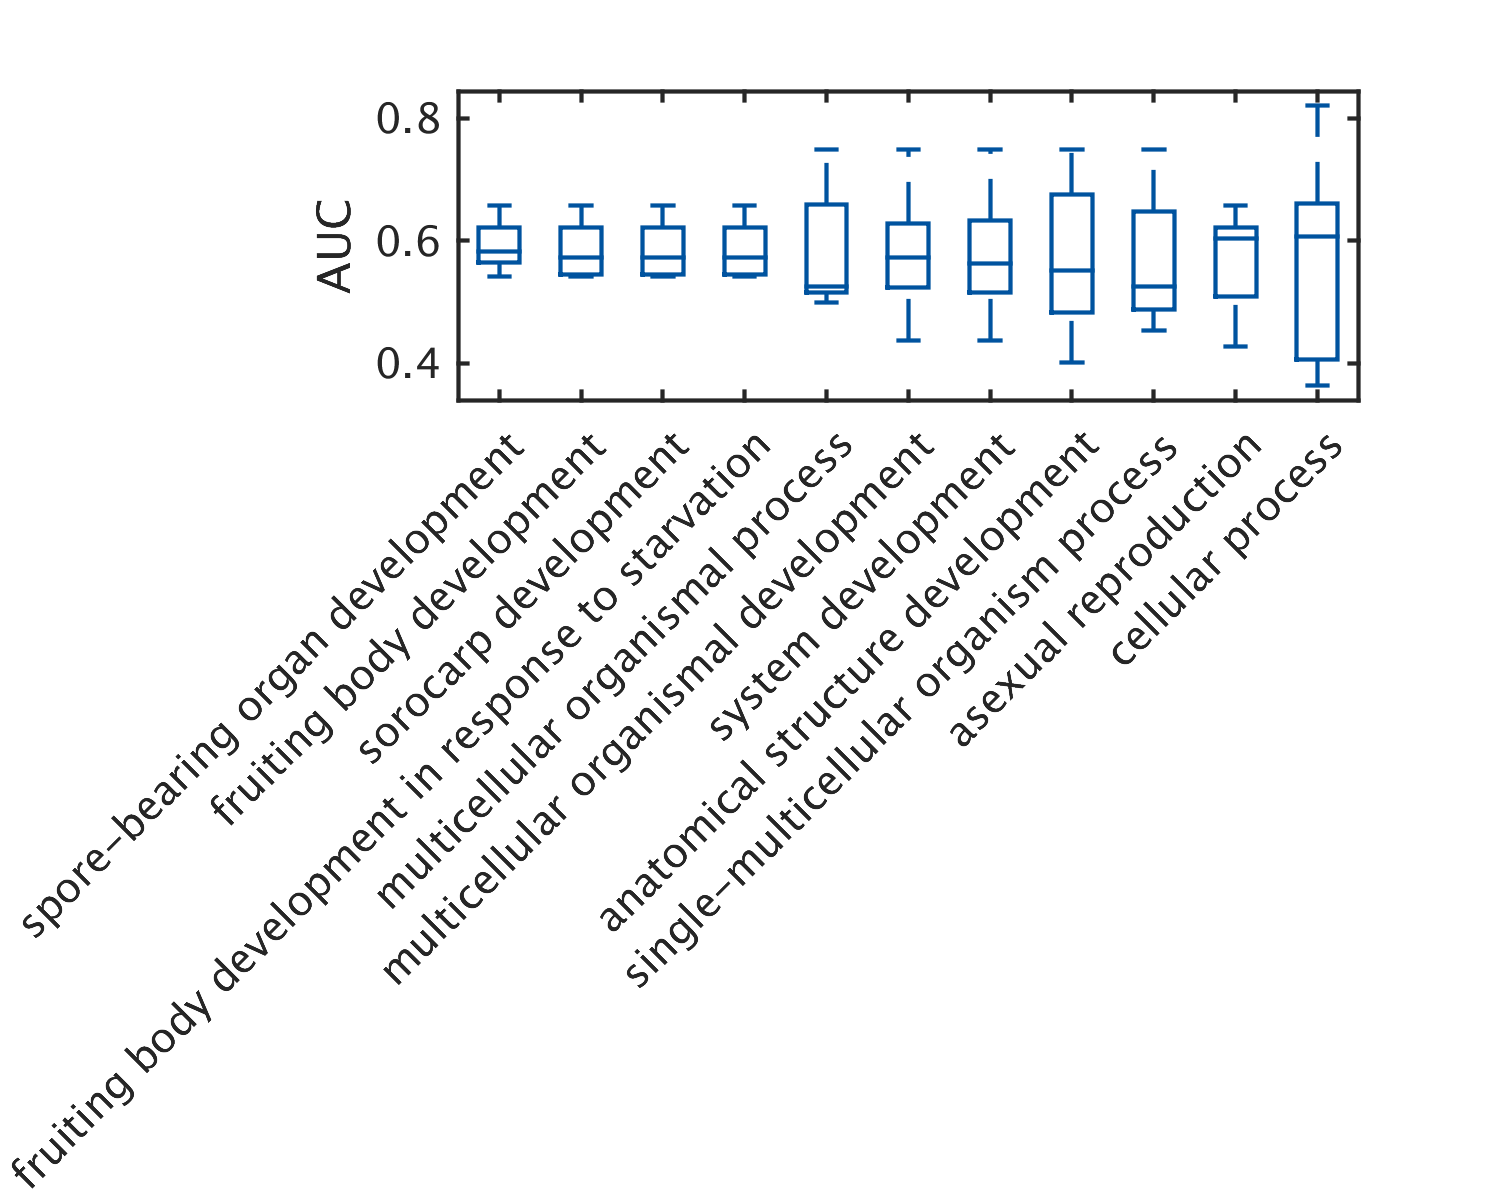 0.8
0.6
0.4
AUC
spore–bearing organ development
fruiting body development
sorocarp development
fruiting body development in response to starvation
multicellular organismal process
multicellular organismal development
system development
anatomical structure development
single–multicellular organism process
asexual reproduction
cellular process